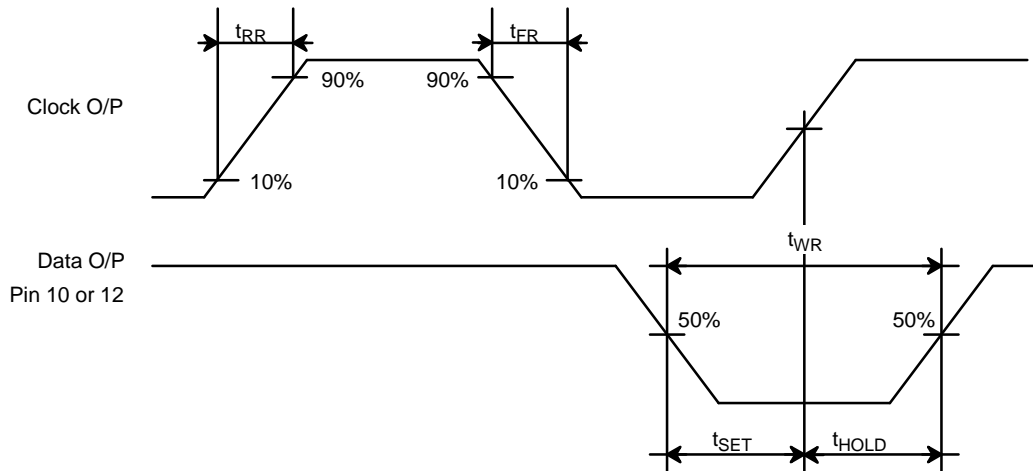 tRR
tFR
90%
90%
Clock O/P
10%
10%
tWR
Data O/P
Pin 10 or 12
50%
50%
tSET
tHOLD